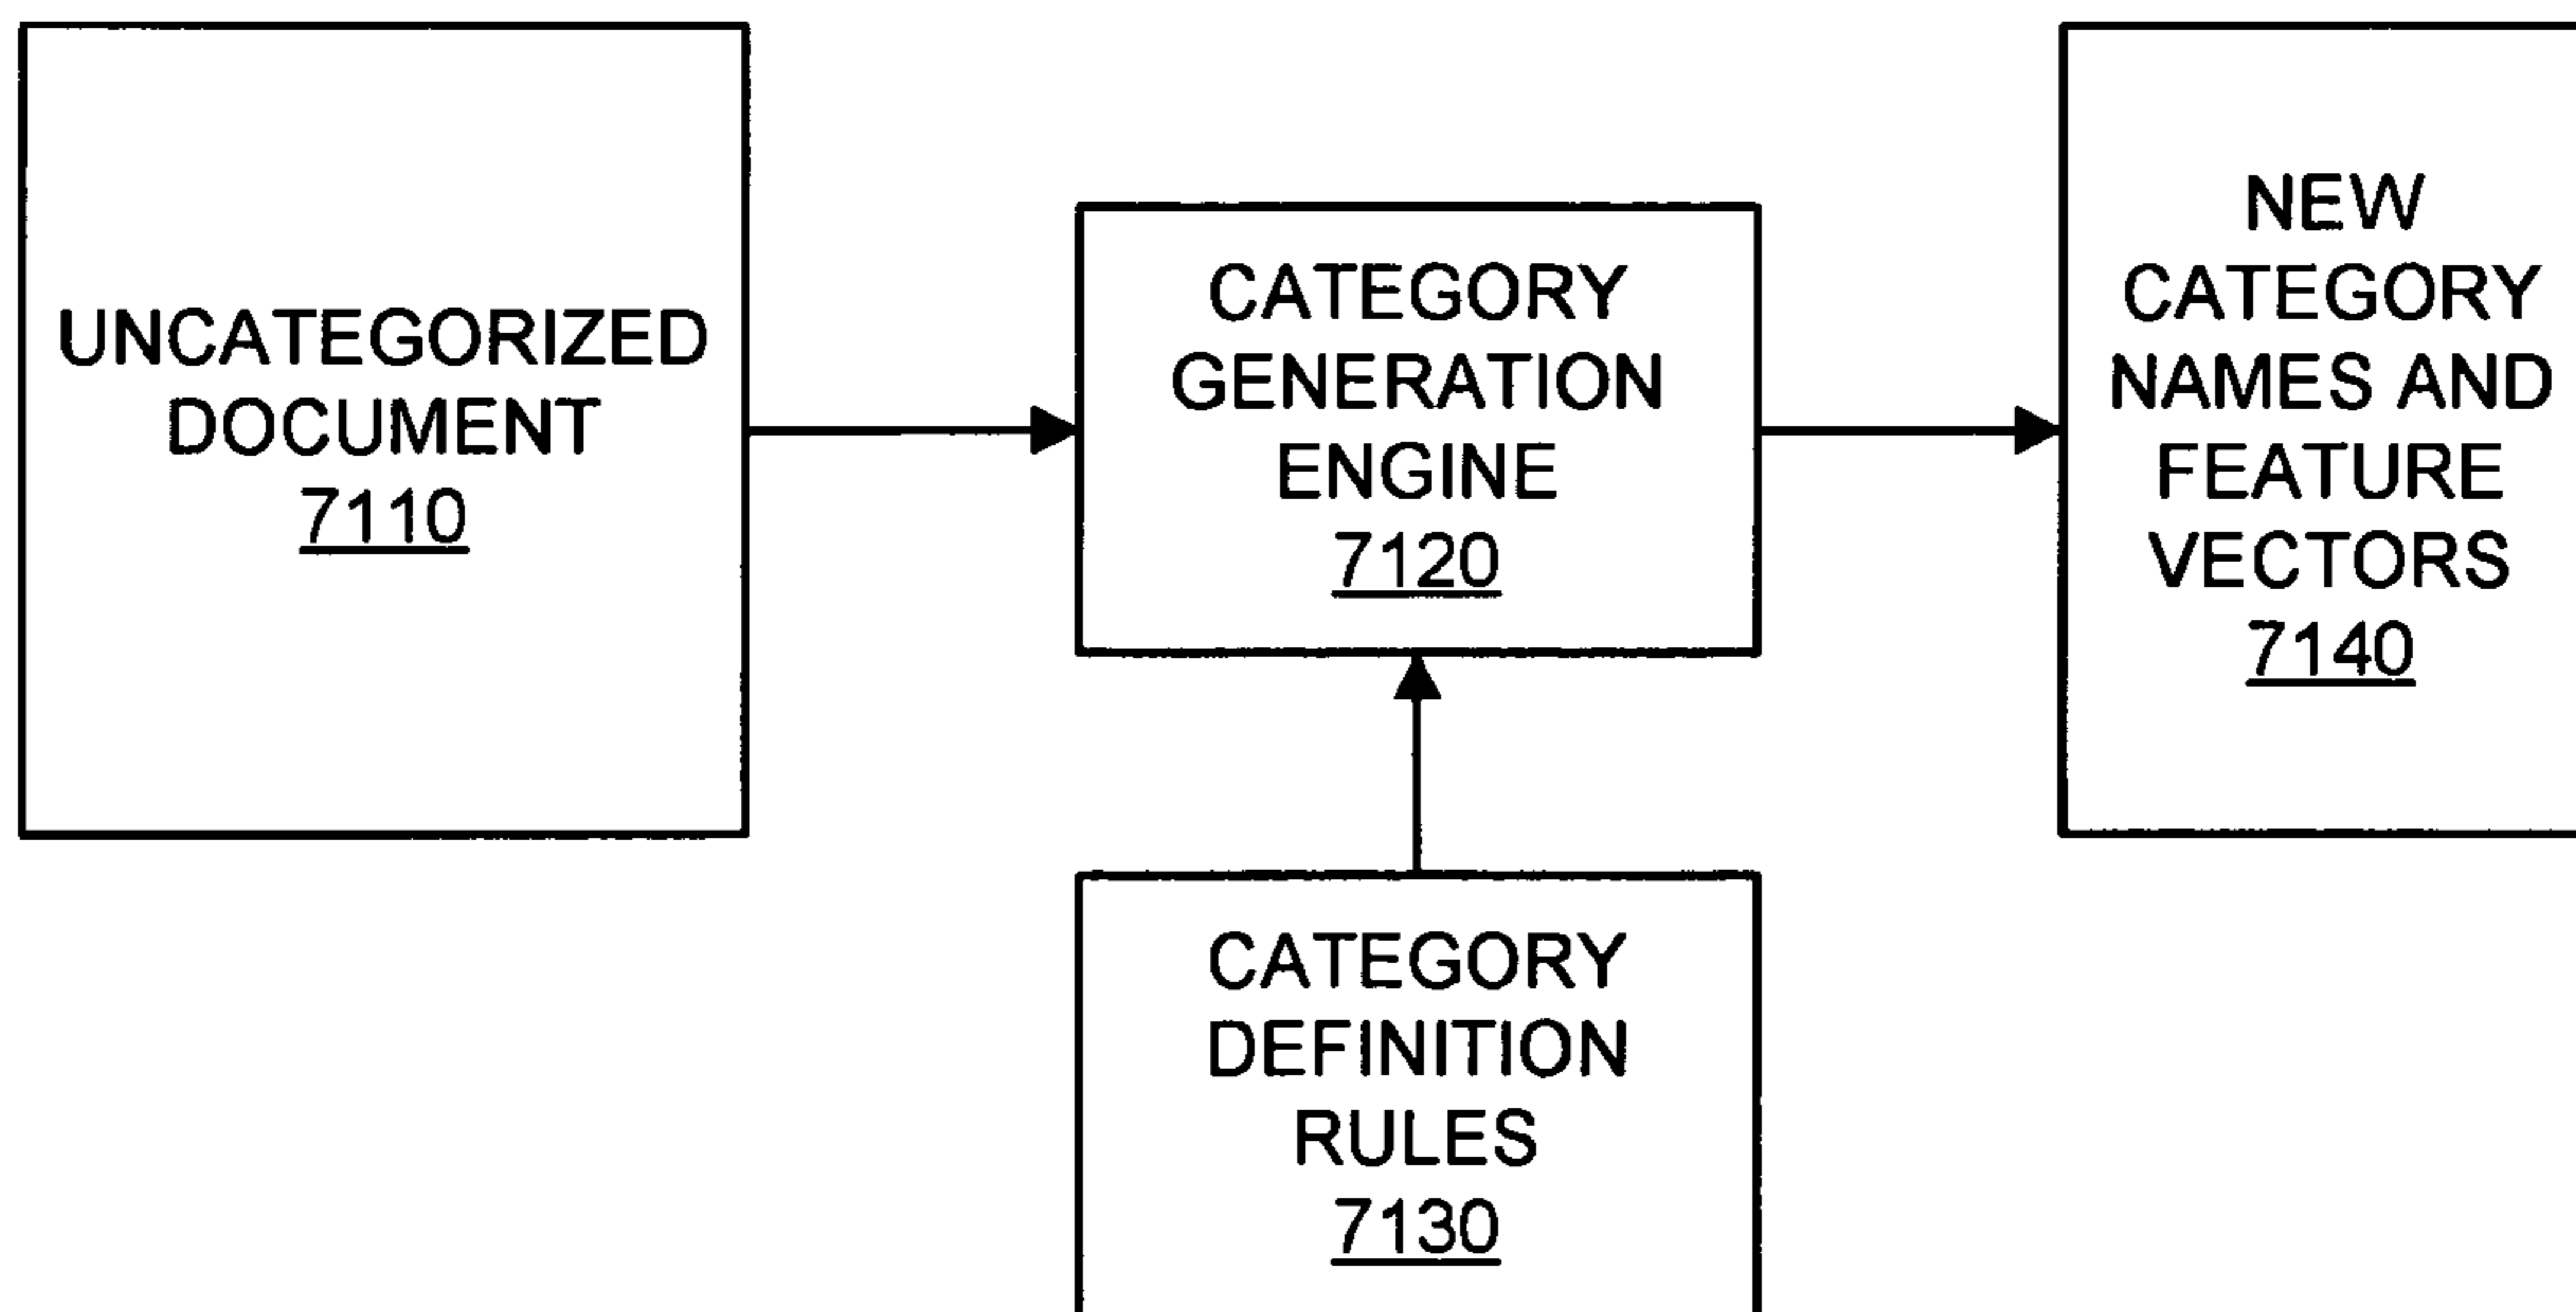 UNCATEGORIZED
DOCUMENT
7110
CATEGORY
GENERATION
ENGINE
7120
NEW
CATEGORY
NAMES AND
FEATURE
VECTORS
7140
CATEGORY
DEFINITION
RULES
7130